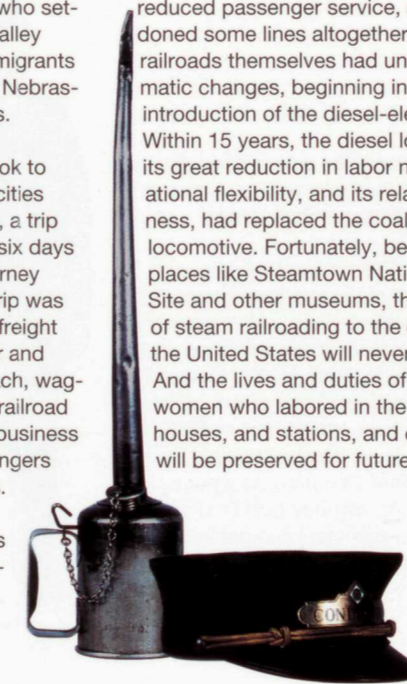 who set-
alley
migrants
Nebras-
s.
ok to
cities
, a trip
six days
rney
rip was
freight
r and
ch, wag-
railroad
business
ngers
.
s
-
reduced passenger service,
doned some lines altogether
railroads themselves had un
matic changes, beginning in
introduction of the diesel-ele
Within 15 years, the diesel lo
its great reduction in labor n
ational flexibility, and its rela
ness, had replaced the coal
locomotive. Fortunately, be
places like Steamtown Nati
Site and other museums, th
of steam railroading to the
the United States will never
And the lives and duties of
women who labored in the
houses, and stations, and
will be preserved for future
CON